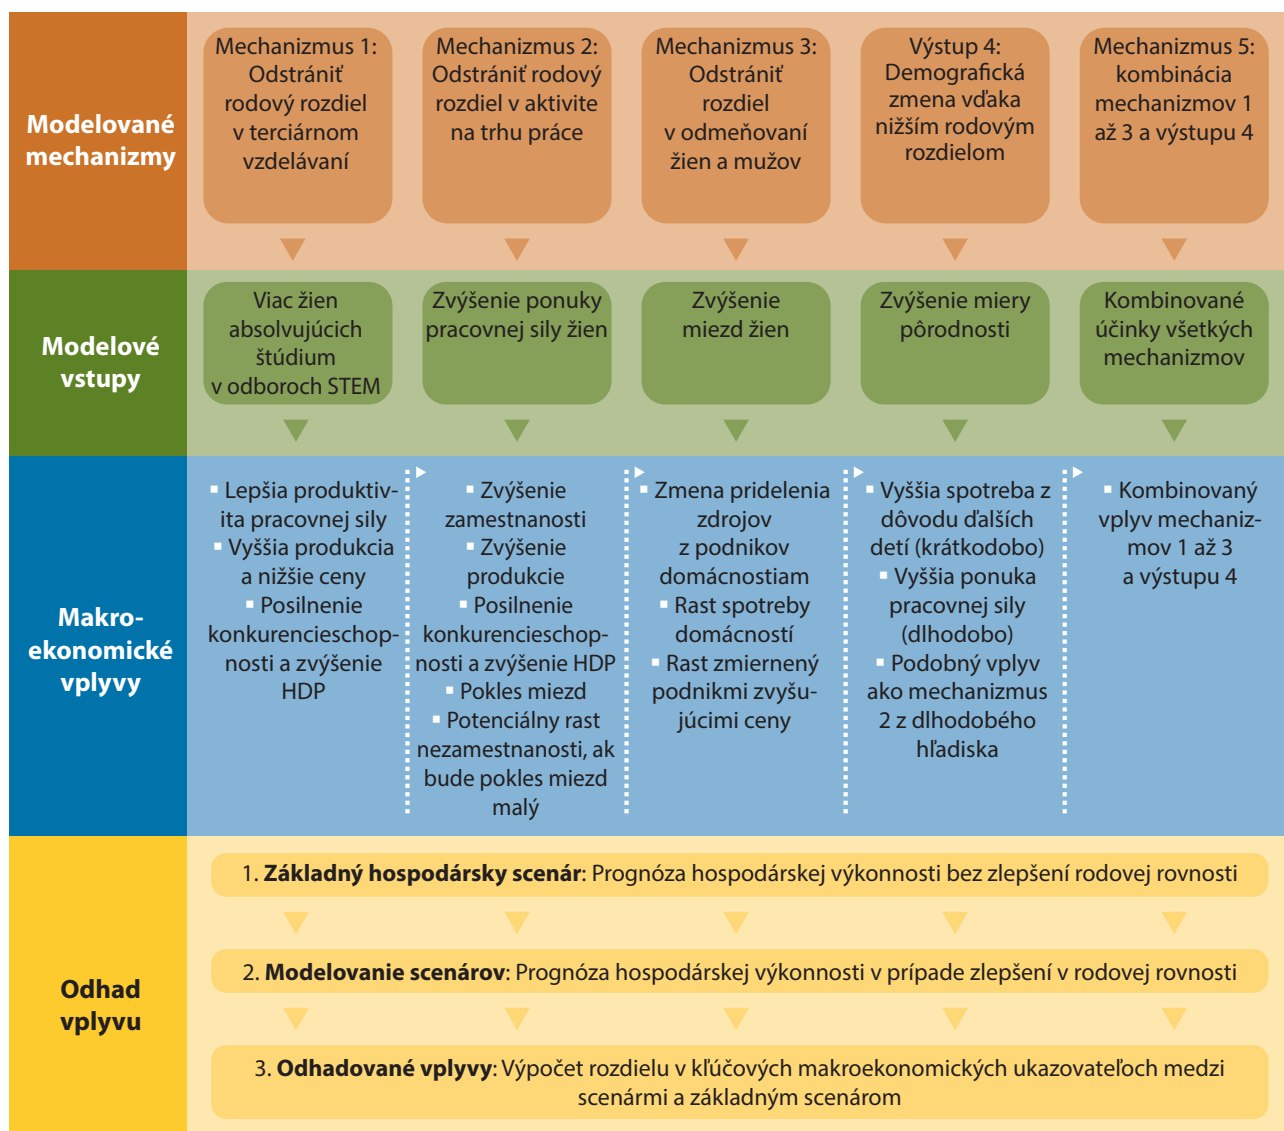 Modelované
mechanizmy
Mechanizmus 1:
Odstrániť
rodový rozdiel
v terciárnom
vzdelávaní
Mechanizmus 2:
Odstrániť rodový
rozdiel v aktivite
na trhu práce
Mechanizmus 3:
Odstrániť
rozdiel
v odmeňovaní
žien a mužov
Výstup 4:
Demografická
zmena vďaka
nižším rodovým
rozdielom
Mechanizmus 5:
kombinácia
mechanizmov 1
až 3 a výstupu 4
Modelové
vstupy
Viac žien
absolvujúcich
štúdium
v odboroch STEM
Zvýšenie ponuky
pracovnej sily žien
Zvýšenie
miezd žien
Zvýšenie miery
pôrodnosti
Kombinované
účinky všetkých
mechanizmov
Makro-
ekonomické
vplyvy
▪ Lepšia produktiv-
ita pracovnej sily
▪ Vyššia produkcia
a nižšie ceny
▪ Posilnenie
konkurencieschop-
nosti a zvýšenie
HDP
▪ Zvýšenie
zamestnanosti
▪ Zvýšenie
produkcie
▪ Posilnenie
konkurencieschop-
nosti a zvýšenie HDP
▪ Pokles miezd
▪ Potenciálny rast
nezamestnanosti, ak
bude pokles miezd
malý
▪ Zmena pridelenia
zdrojov
z podnikov
domácnostiam
▪ Rast spotreby
domácností
▪ Rast zmiernený
podnikmi zvyšu-
júcimi ceny
▪ Vyššia spotreba z
dôvodu ďalších
detí (krátkodobo)
▪ Vyššia ponuka
pracovnej sily
(dlhodobo)
▪ Podobný vplyv
ako mechanizmus
2 z dlhodobého
hľadiska
▪ Kombinovaný
vplyv mechaniz-
mov 1 až 3
a výstupu 4
Odhad
vplyvu
1. Základný hospodársky scenár: Prognóza hospodárskej výkonnosti bez zlepšení rodovej rovnosti
2. Modelovanie scenárov: Prognóza hospodárskej výkonnosti v prípade zlepšení v rodovej rovnosti
3. Odhadované vplyvy: Výpočet rozdielu v kľúčových makroekonomických ukazovateľoch medzi
scenármi a základným scenárom